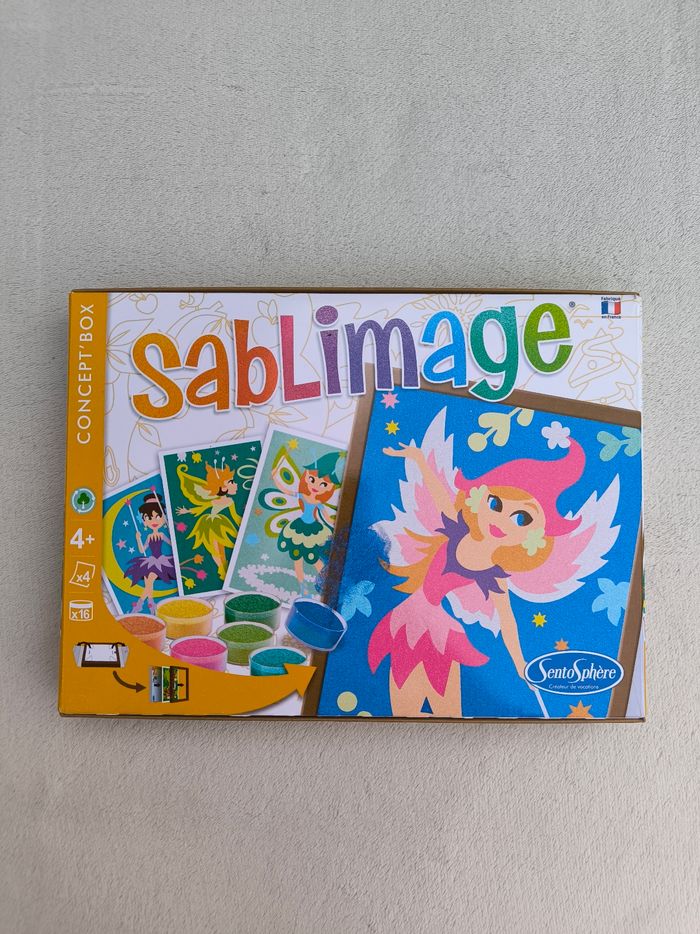 CONCEPT'BOX
sabLimage®
Fabriqué
en France
4+
x4
x16
SentoSphère
Créateur de vocations